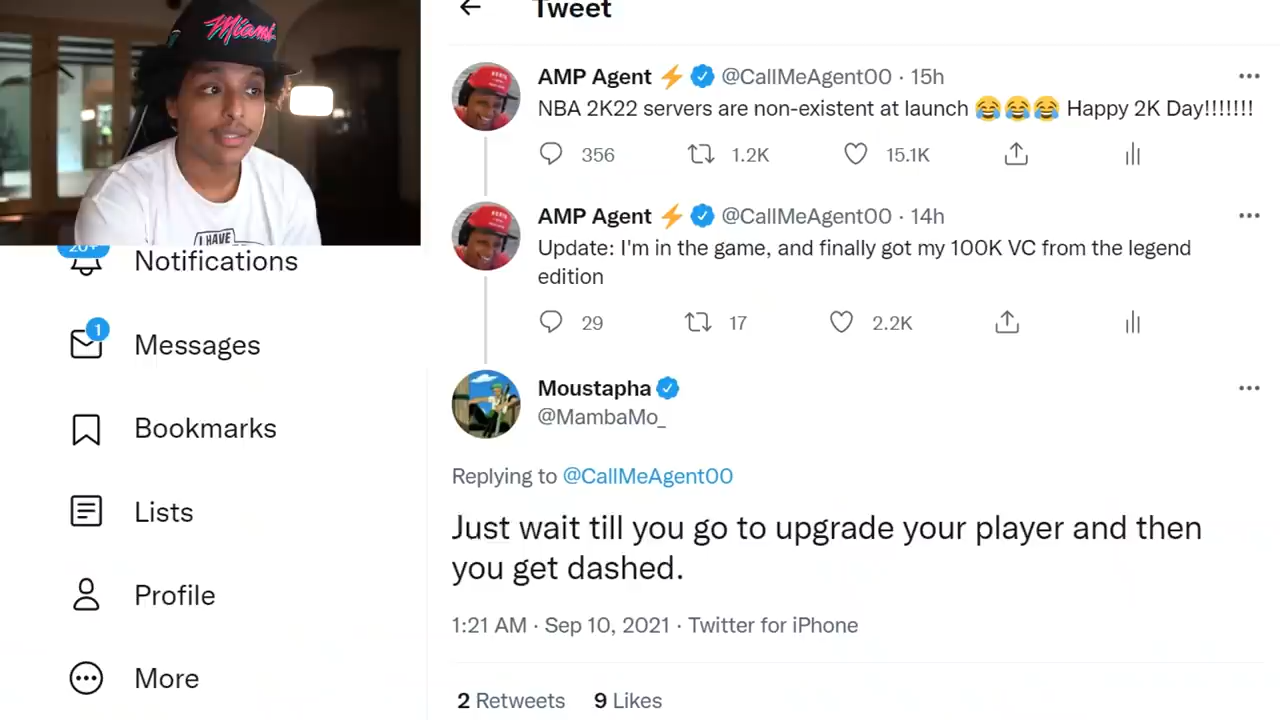 Miami
I HAVE
20+
Notifications
1
Messages
Bookmarks
Lists
Profile
More
Tweet
AMP Agent ⚡ @CallMeAgent00 · 15h
NBA 2K22 servers are non-existent at launch 😂😂😂 Happy 2K Day!!!!!!!
356 1.2K 15.1K
AMP Agent ⚡ @CallMeAgent00 · 14h
Update: I'm in the game, and finally got my 100K VC from the legend
edition
29 17 2.2K
Moustapha
@MambaMo_
Replying to @CallMeAgent00
Just wait till you go to upgrade your player and then
you get dashed.
1:21 AM · Sep 10, 2021 · Twitter for iPhone
2 Retweets 9 Likes